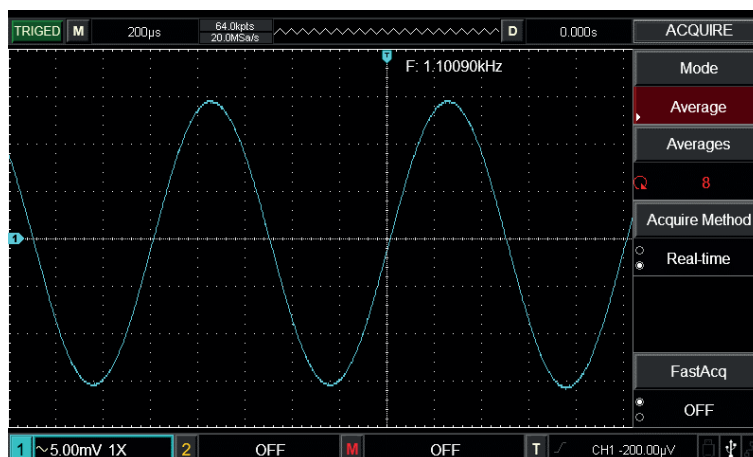 TRIGED M 200μs 64.0kpts D 0.000s ACQUIRE
20.0MSa/s
T
F: 1.10090kHz
Mode
Average
Averages
8
Acquire Method
1
Real-time
FastAcq
OFF
1 ~5.00mV 1X 2 OFF M OFF T CH1 -200.00μV